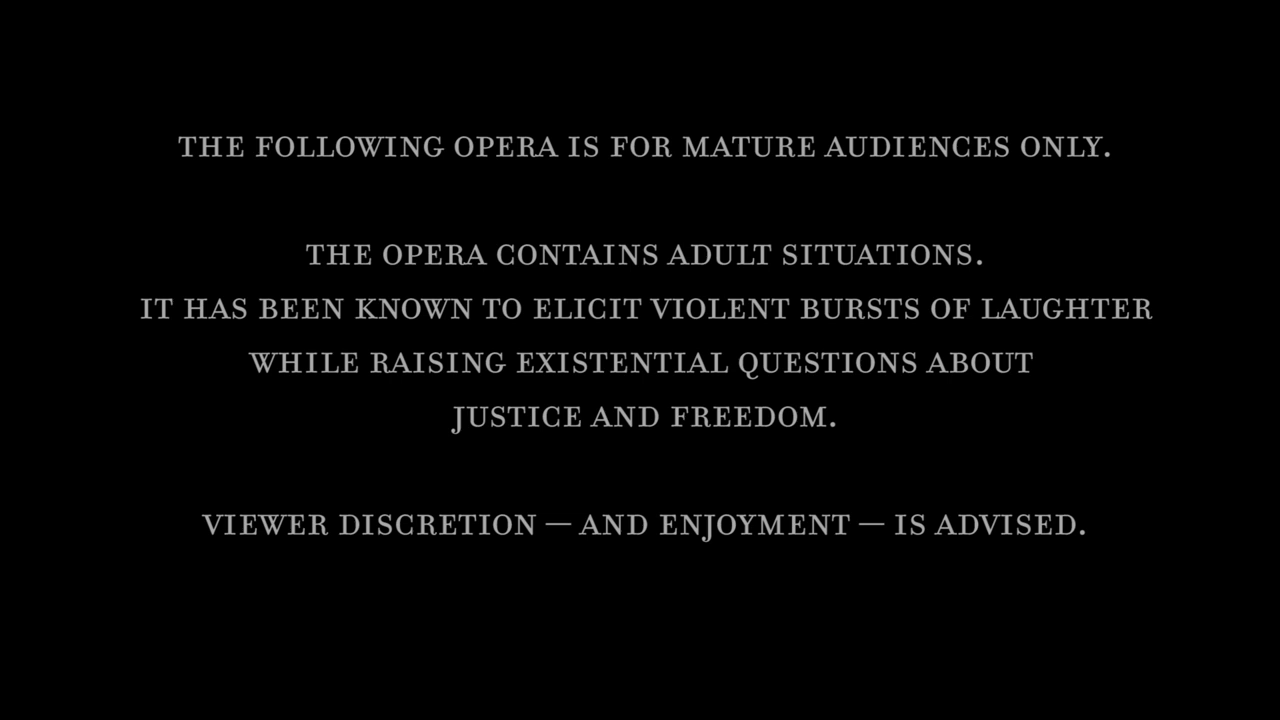 THE FOLLOWING OPERA IS FOR MATURE AUDIENCES ONLY.
THE OPERA CONTAINS ADULT SITUATIONS.
IT HAS BEEN KNOWN TO ELICIT VIOLENT BURSTS OF LAUGHTER
WHILE RAISING EXISTENTIAL QUESTIONS ABOUT
JUSTICE AND FREEDOM.
VIEWER DISCRETION — AND ENJOYMENT — IS ADVISED.